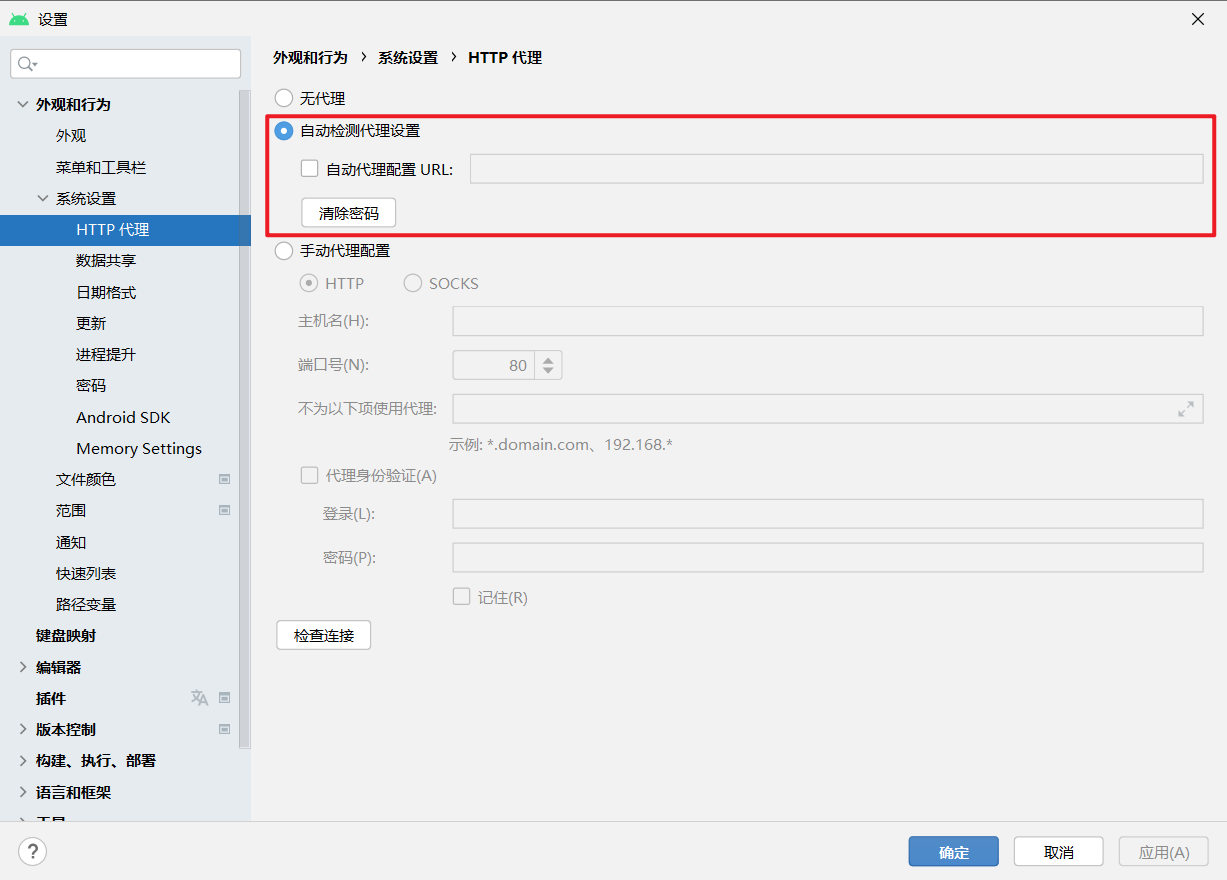 设置
外观和行为
外观
菜单和工具栏
系统设置
HTTP 代理
数据共享
日期格式
更新
进程提升
密码
Android SDK
Memory Settings
文件颜色
范围
通知
快速列表
路径变量
键盘映射
编辑器
插件
版本控制
构建、执行、部署
语言和框架
工具
外观和行为 › 系统设置 › HTTP 代理
无代理
自动检测代理设置
自动代理配置 URL:
清除密码
手动代理配置
HTTP SOCKS
主机名(H):
端口号(N): 80
不为以下项使用代理:
示例: *.domain.com、192.168.*
代理身份验证(A)
登录(L):
密码(P):
记住(R)
检查连接
? 确定 取消 应用(A)